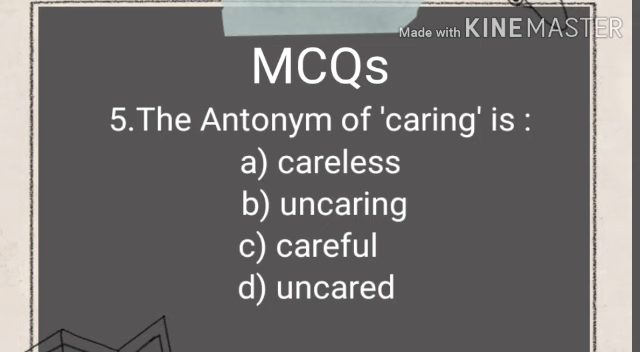 Made with KINEMASTER
MCQs
5.The Antonym of 'caring' is :
a) careless
b) uncaring
c) careful
d) uncared